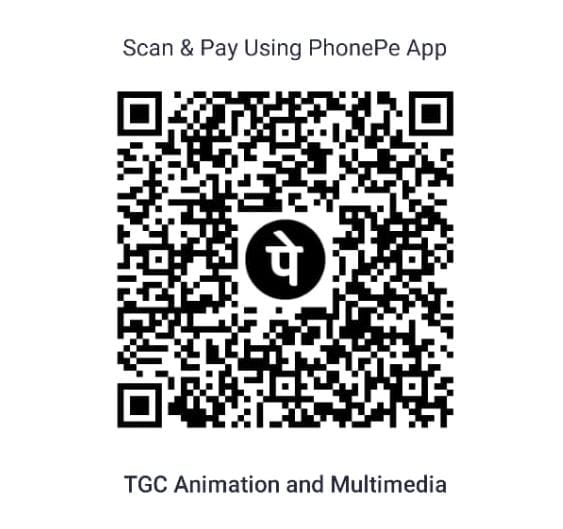 Scan & Pay Using PhonePe App
पे
TGC Animation and Multimedia